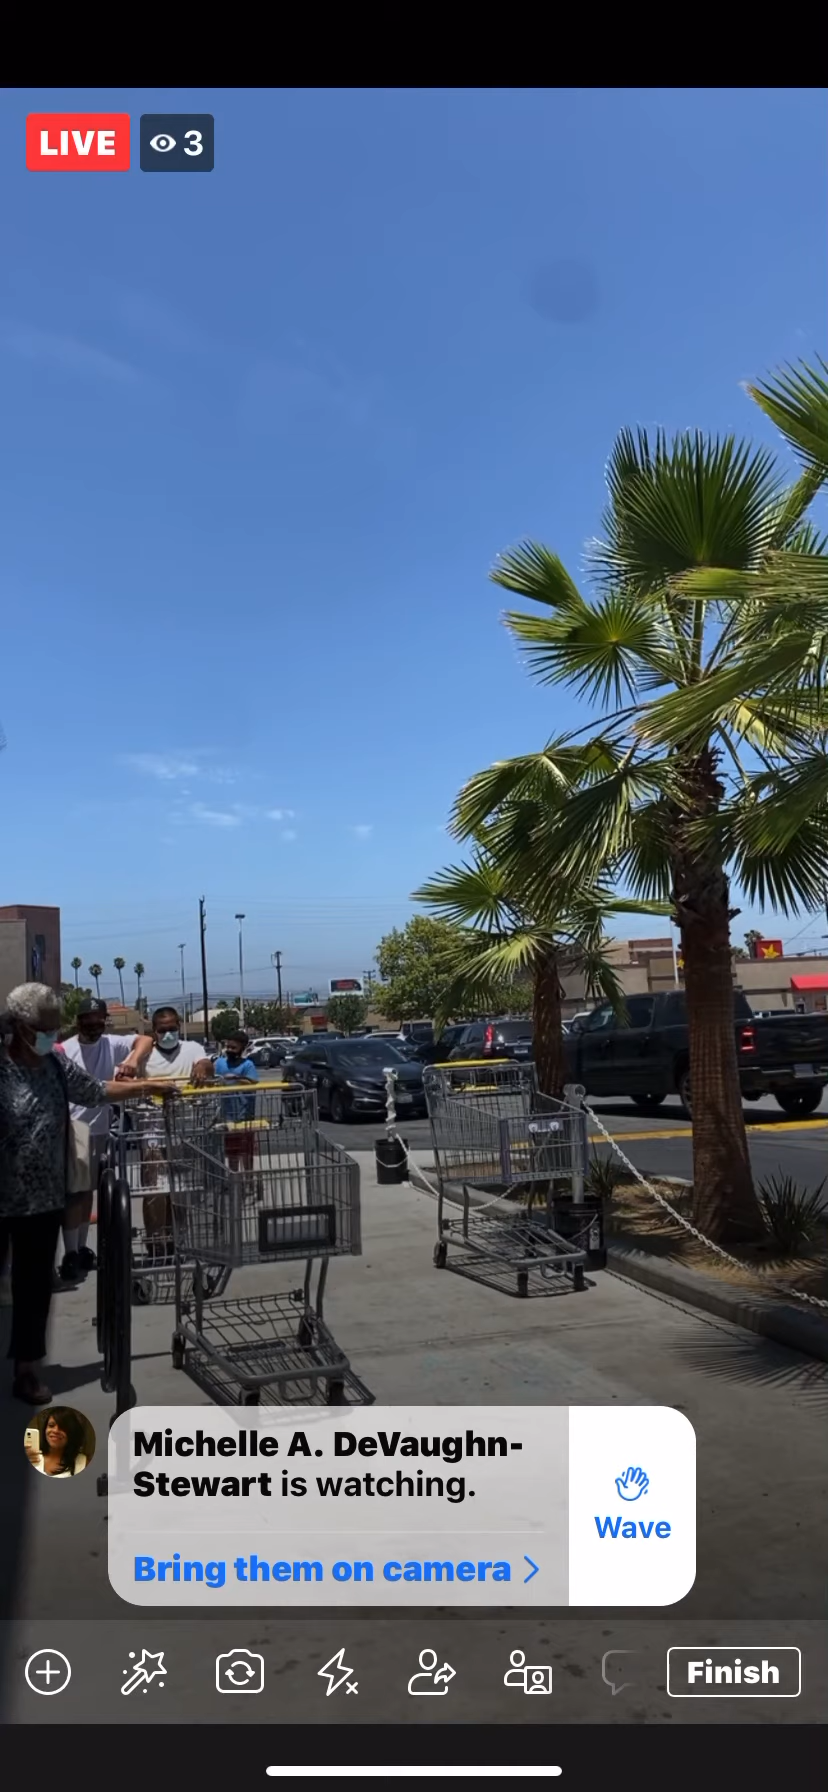 LIVE
3
Michelle A. DeVaughn-
Stewart is watching.
Wave
Bring them on camera
Finish